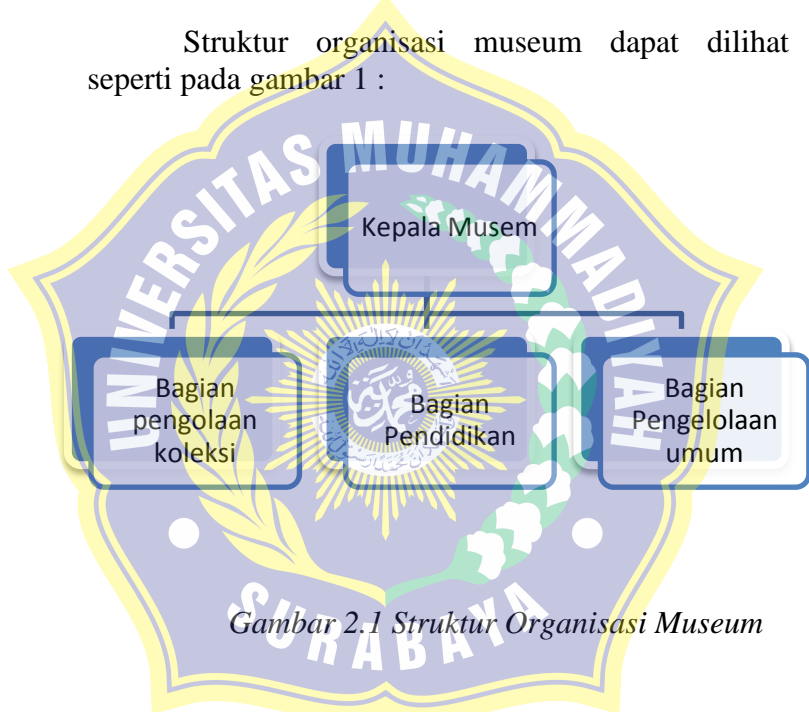 Struktur organisasi museum dapat dilihat
seperti pada gambar 1 :
UNIVERSITAS MUHAMMADIYAH
Kepala Musem
Bagian
pengolaan
koleksi
Bagian
Pendidikan
Bagian
Pengelolaan
umum
SURABAYA
Gambar 2.1 Struktur Organisasi Museum